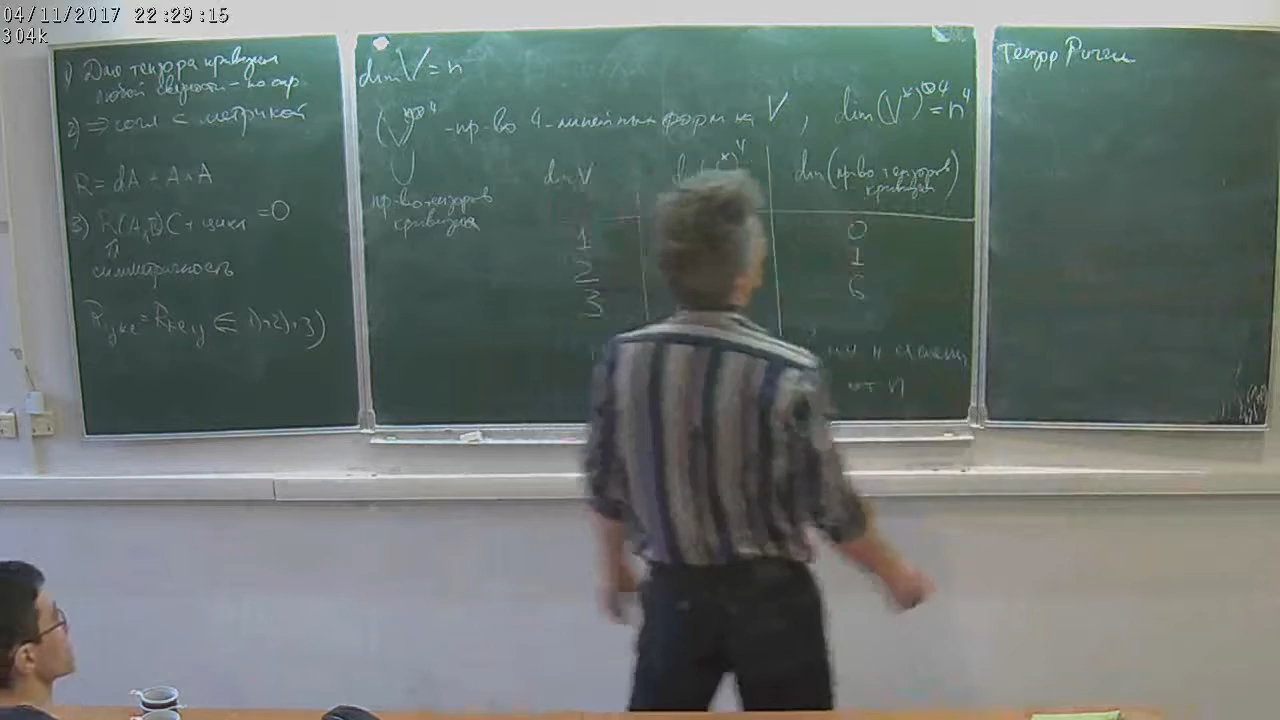 04/11/2017 22:29:15
304k
1) Для тензора кривизны
любой связности - по опр.
2) ⇒ согл с метрикой
R = dA + A∧A
3) R(A,B)C + цикл = 0
симметричность
1)+2)+3)
dim V = n
(V*)^⊗4 - пр-во 4-линейных форм на V, dim(V*)^⊗4 = n^4
∪
пр-во тензоров
кривизны
dim V
dim(пр-во тензоров
кривизны)
1 0
2 1
3 6
от n
Тензор Риччи